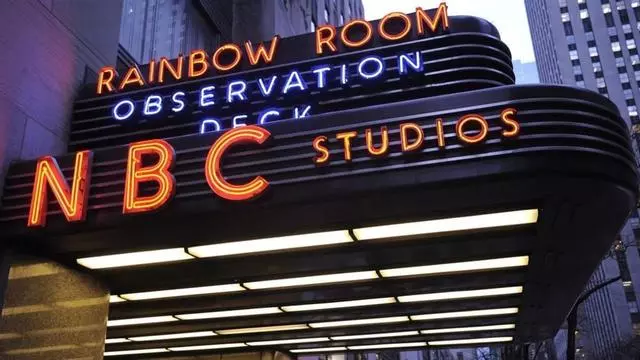 RAINBOW ROOM
OBSERVATION
DECK
NBC STUDIOS